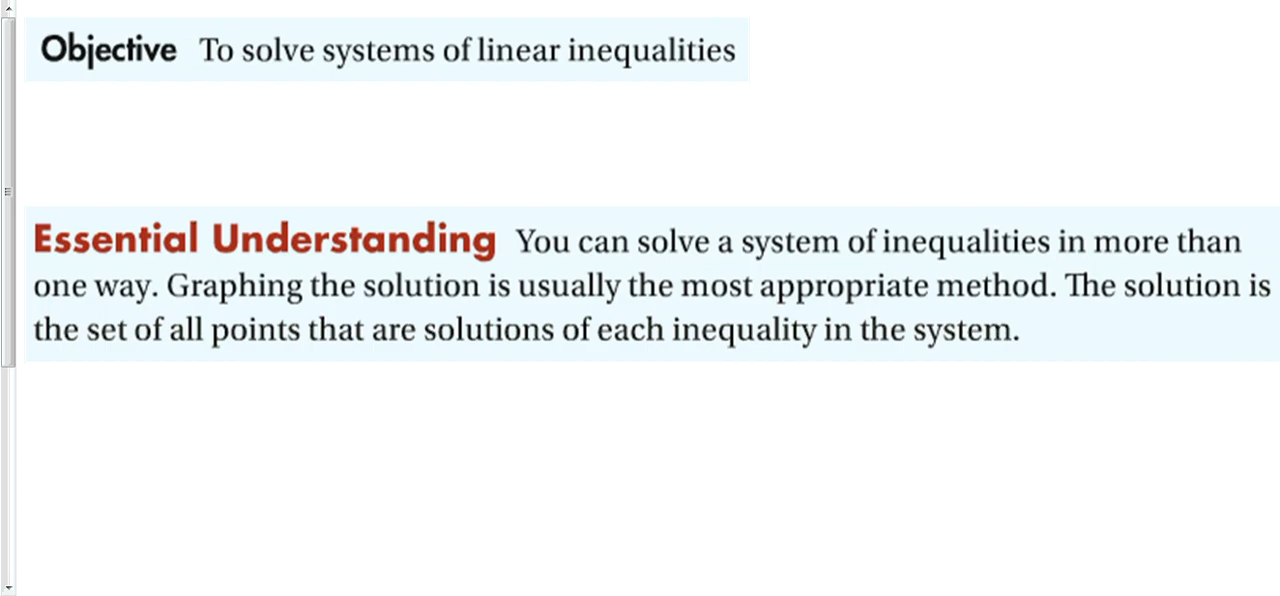 Objective To solve systems of linear inequalities
Essential Understanding You can solve a system of inequalities in more than
one way. Graphing the solution is usually the most appropriate method. The solution is
the set of all points that are solutions of each inequality in the system.